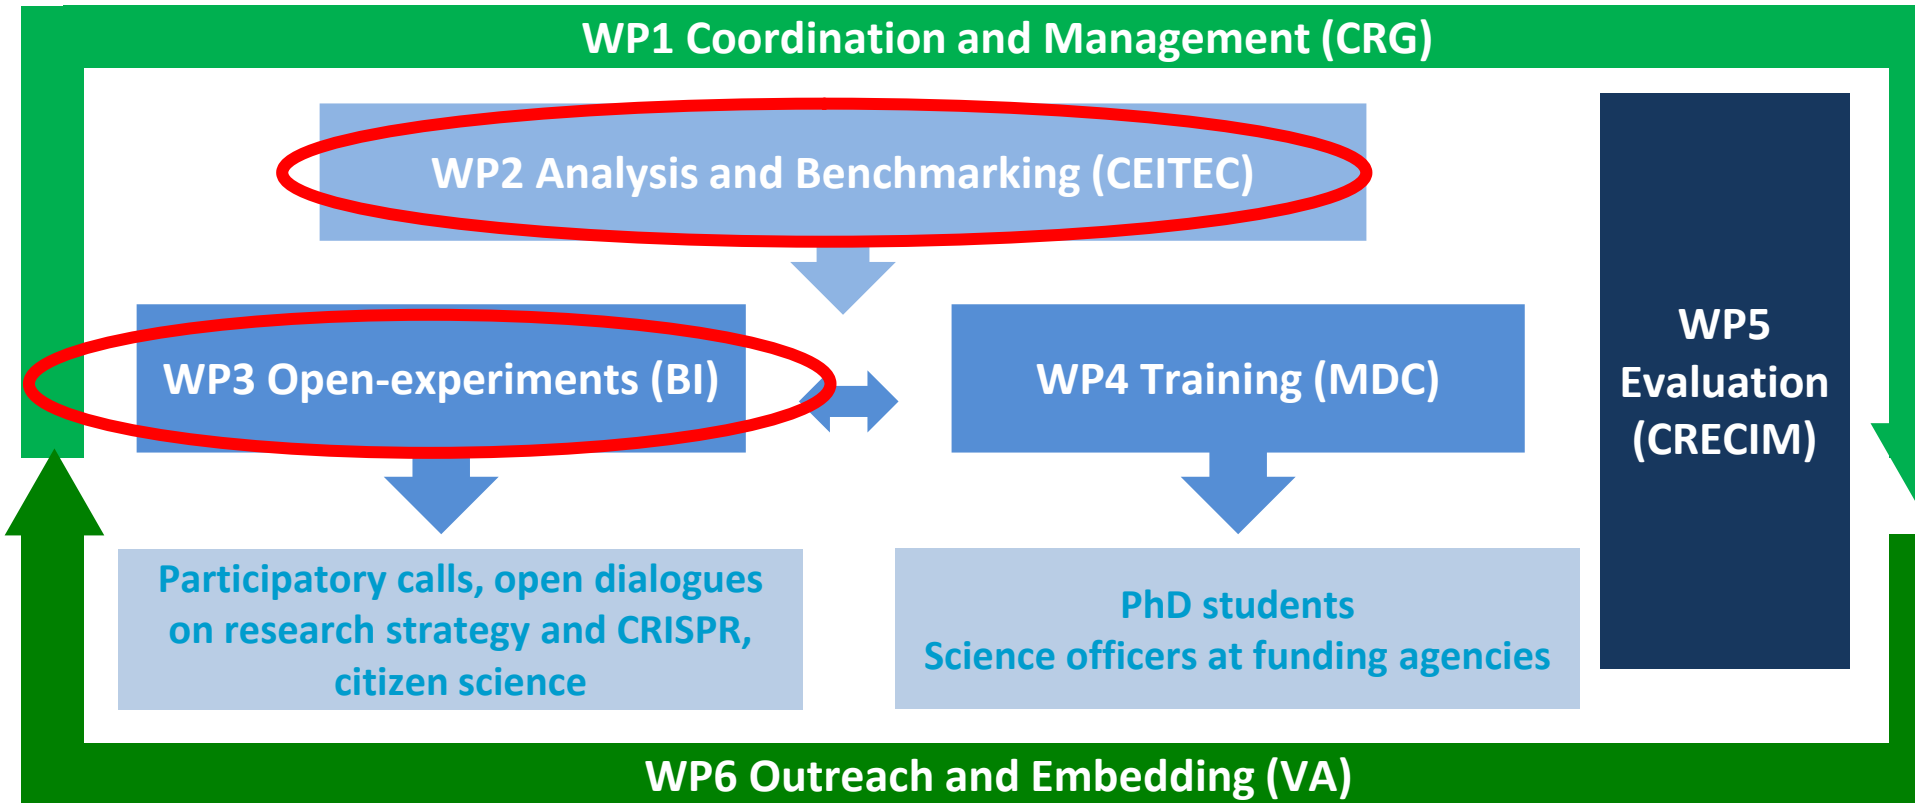 WP1 Coordination and Management (CRG)
WP2 Analysis and Benchmarking (CEITEC)
WP3 Open-experiments (BI)
WP4 Training (MDC)
WP5
Evaluation
(CRECIM)
Participatory calls, open dialogues
on research strategy and CRISPR,
citizen science
PhD students
Science officers at funding agencies
WP6 Outreach and Embedding (VA)